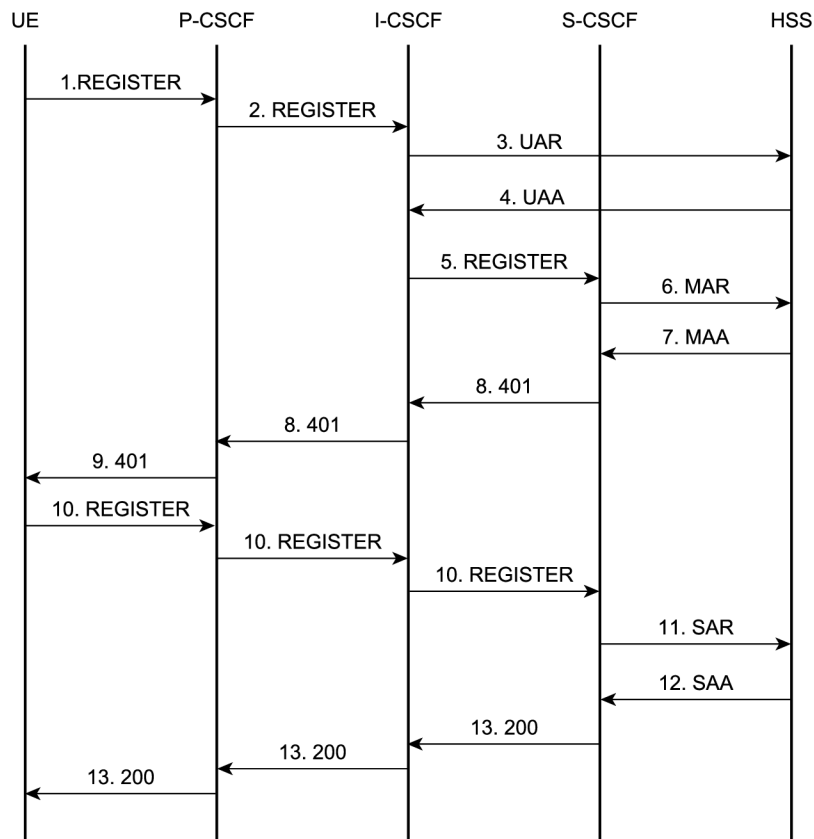 UE P-CSCF I-CSCF S-CSCF HSS
1.REGISTER
2. REGISTER
3. UAR
4. UAA
5. REGISTER
6. MAR
7. MAA
8. 401
8. 401
9. 401
10. REGISTER
10. REGISTER
10. REGISTER
11. SAR
12. SAA
13. 200
13. 200
13. 200